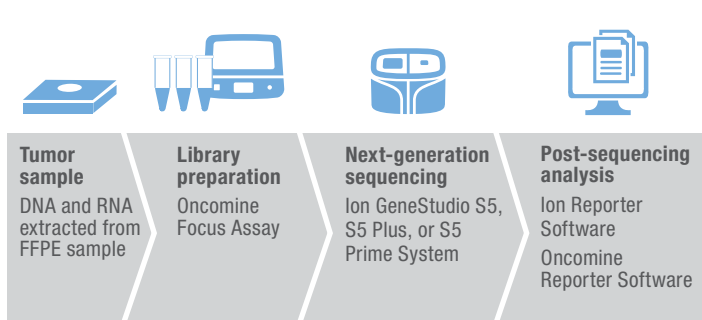 Tumor
sample
DNA and RNA
extracted from
FFPE sample
Library
preparation
Oncomine
Focus Assay
Next-generation
sequencing
Ion GeneStudio S5,
S5 Plus, or S5
Prime System
Post-sequencing
analysis
Ion Reporter
Software
Oncomine
Reporter Software